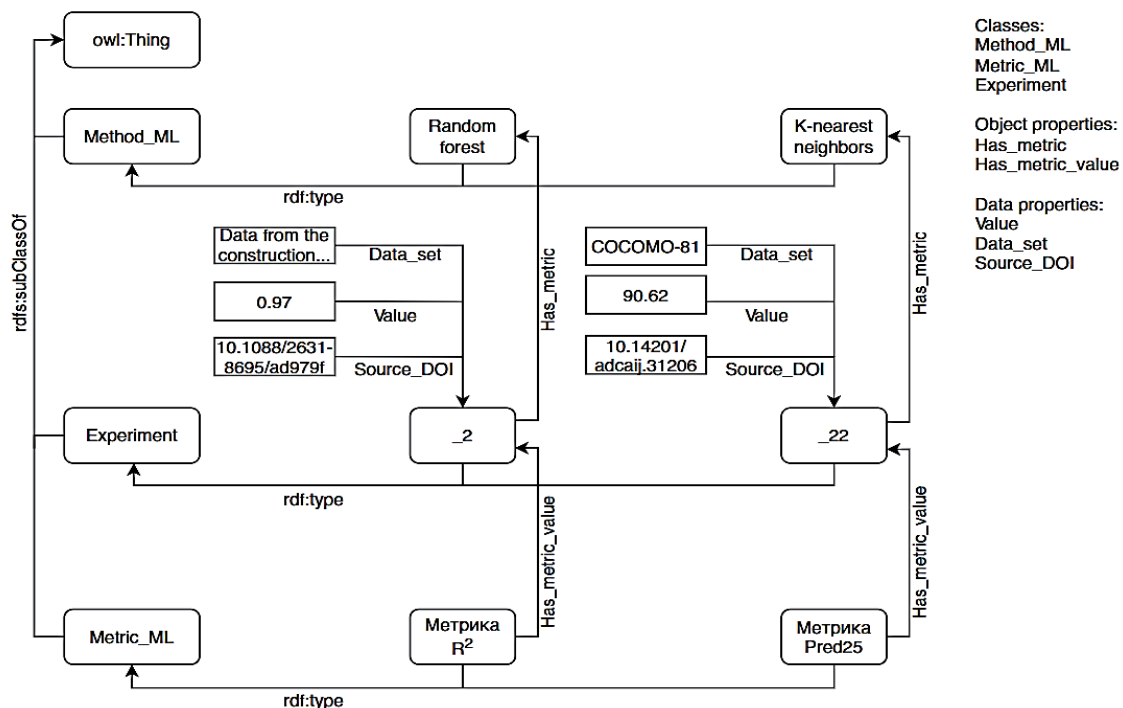 owl:Thing
Classes:
Method_ML
Metric_ML
Experiment
Object properties:
Has_metric
Has_metric_value
Data properties:
Value
Data_set
Source_DOI
Method_ML
Random
forest
K-nearest
neighbors
rdf:type
rdfs:subClassOf
Data from the
construction...
Data_set
0.97
Value
10.1088/2631-
8695/ad979f
Source_DOI
Has_metric
COCOMO-81
Data_set
90.62
Value
10.14201/
adcaij.31206
Source_DOI
Has_metric
Experiment
_2
_22
rdf:type
Has_metric_value
Has_metric_value
Metric_ML
Метрика
R²
Метрика
Pred25
rdf:type